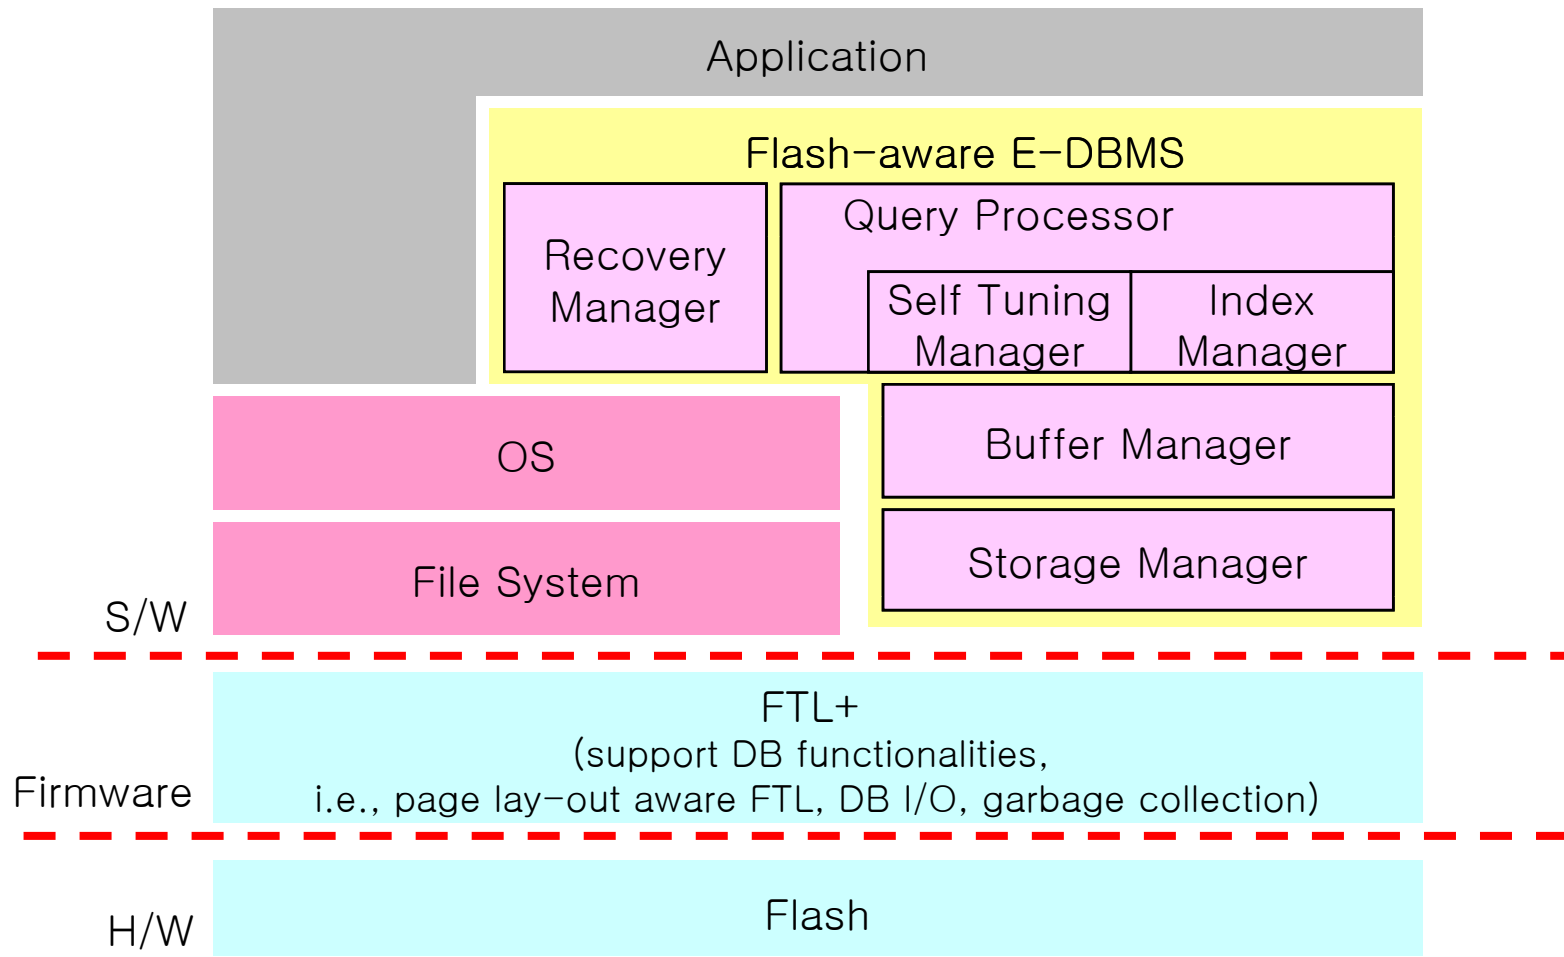 Application
Flash-aware E-DBMS
Recovery
Manager
Query Processor
Self Tuning
Manager
Index
Manager
OS
Buffer Manager
File System
Storage Manager
S/W
FTL+
(support DB functionalities,
i.e., page lay-out aware FTL, DB I/O, garbage collection)
Firmware
Flash
H/W